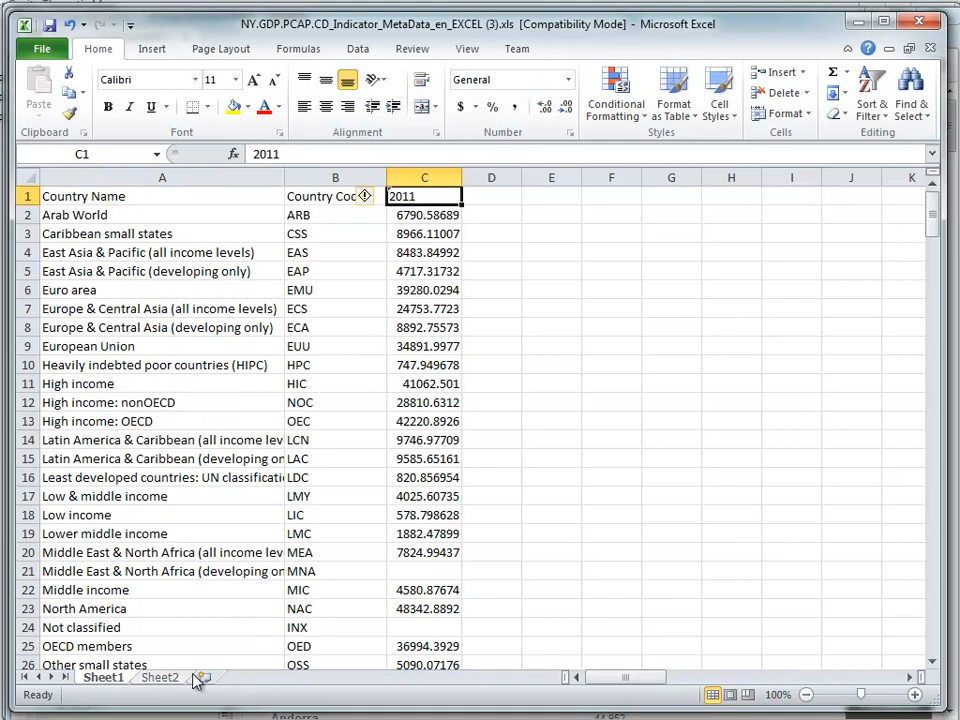 NY.GDP.PCAP.CD_Indicator_MetaData_en_EXCEL (3).xls [Compatibility Mode] - Microsoft Excel
File Home Insert Page Layout Formulas Data Review View Team
Paste
Calibri 11
B I U
General
$ % ,
Conditional Formatting
Format as Table
Cell Styles
Insert
Delete
Format
Sort & Filter
Find & Select
Clipboard Font Alignment Number Styles Cells Editing
C1 fx 2011
A B C D E F G H I J K
1 Country Name Country Cod 2011
2 Arab World ARB 6790.58689
3 Caribbean small states CSS 8966.11007
4 East Asia & Pacific (all income levels) EAS 8483.84992
5 East Asia & Pacific (developing only) EAP 4717.31732
6 Euro area EMU 39280.0294
7 Europe & Central Asia (all income levels) ECS 24753.7723
8 Europe & Central Asia (developing only) ECA 8892.75573
9 European Union EUU 34891.9977
10 Heavily indebted poor countries (HIPC) HPC 747.949678
11 High income HIC 41062.501
12 High income: nonOECD NOC 28810.6312
13 High income: OECD OEC 42220.8926
14 Latin America & Caribbean (all income lev LCN 9746.97709
15 Latin America & Caribbean (developing on LAC 9585.65161
16 Least developed countries: UN classificati LDC 820.856954
17 Low & middle income LMY 4025.60735
18 Low income LIC 578.798628
19 Lower middle income LMC 1882.47899
20 Middle East & North Africa (all income lev MEA 7824.99437
21 Middle East & North Africa (developing on MNA
22 Middle income MIC 4580.87674
23 North America NAC 48342.8892
24 Not classified INX
25 OECD members OED 36994.3929
26 Other small states OSS 5090.07176
Sheet1 Sheet2
Ready 100%
Andorra 44,952